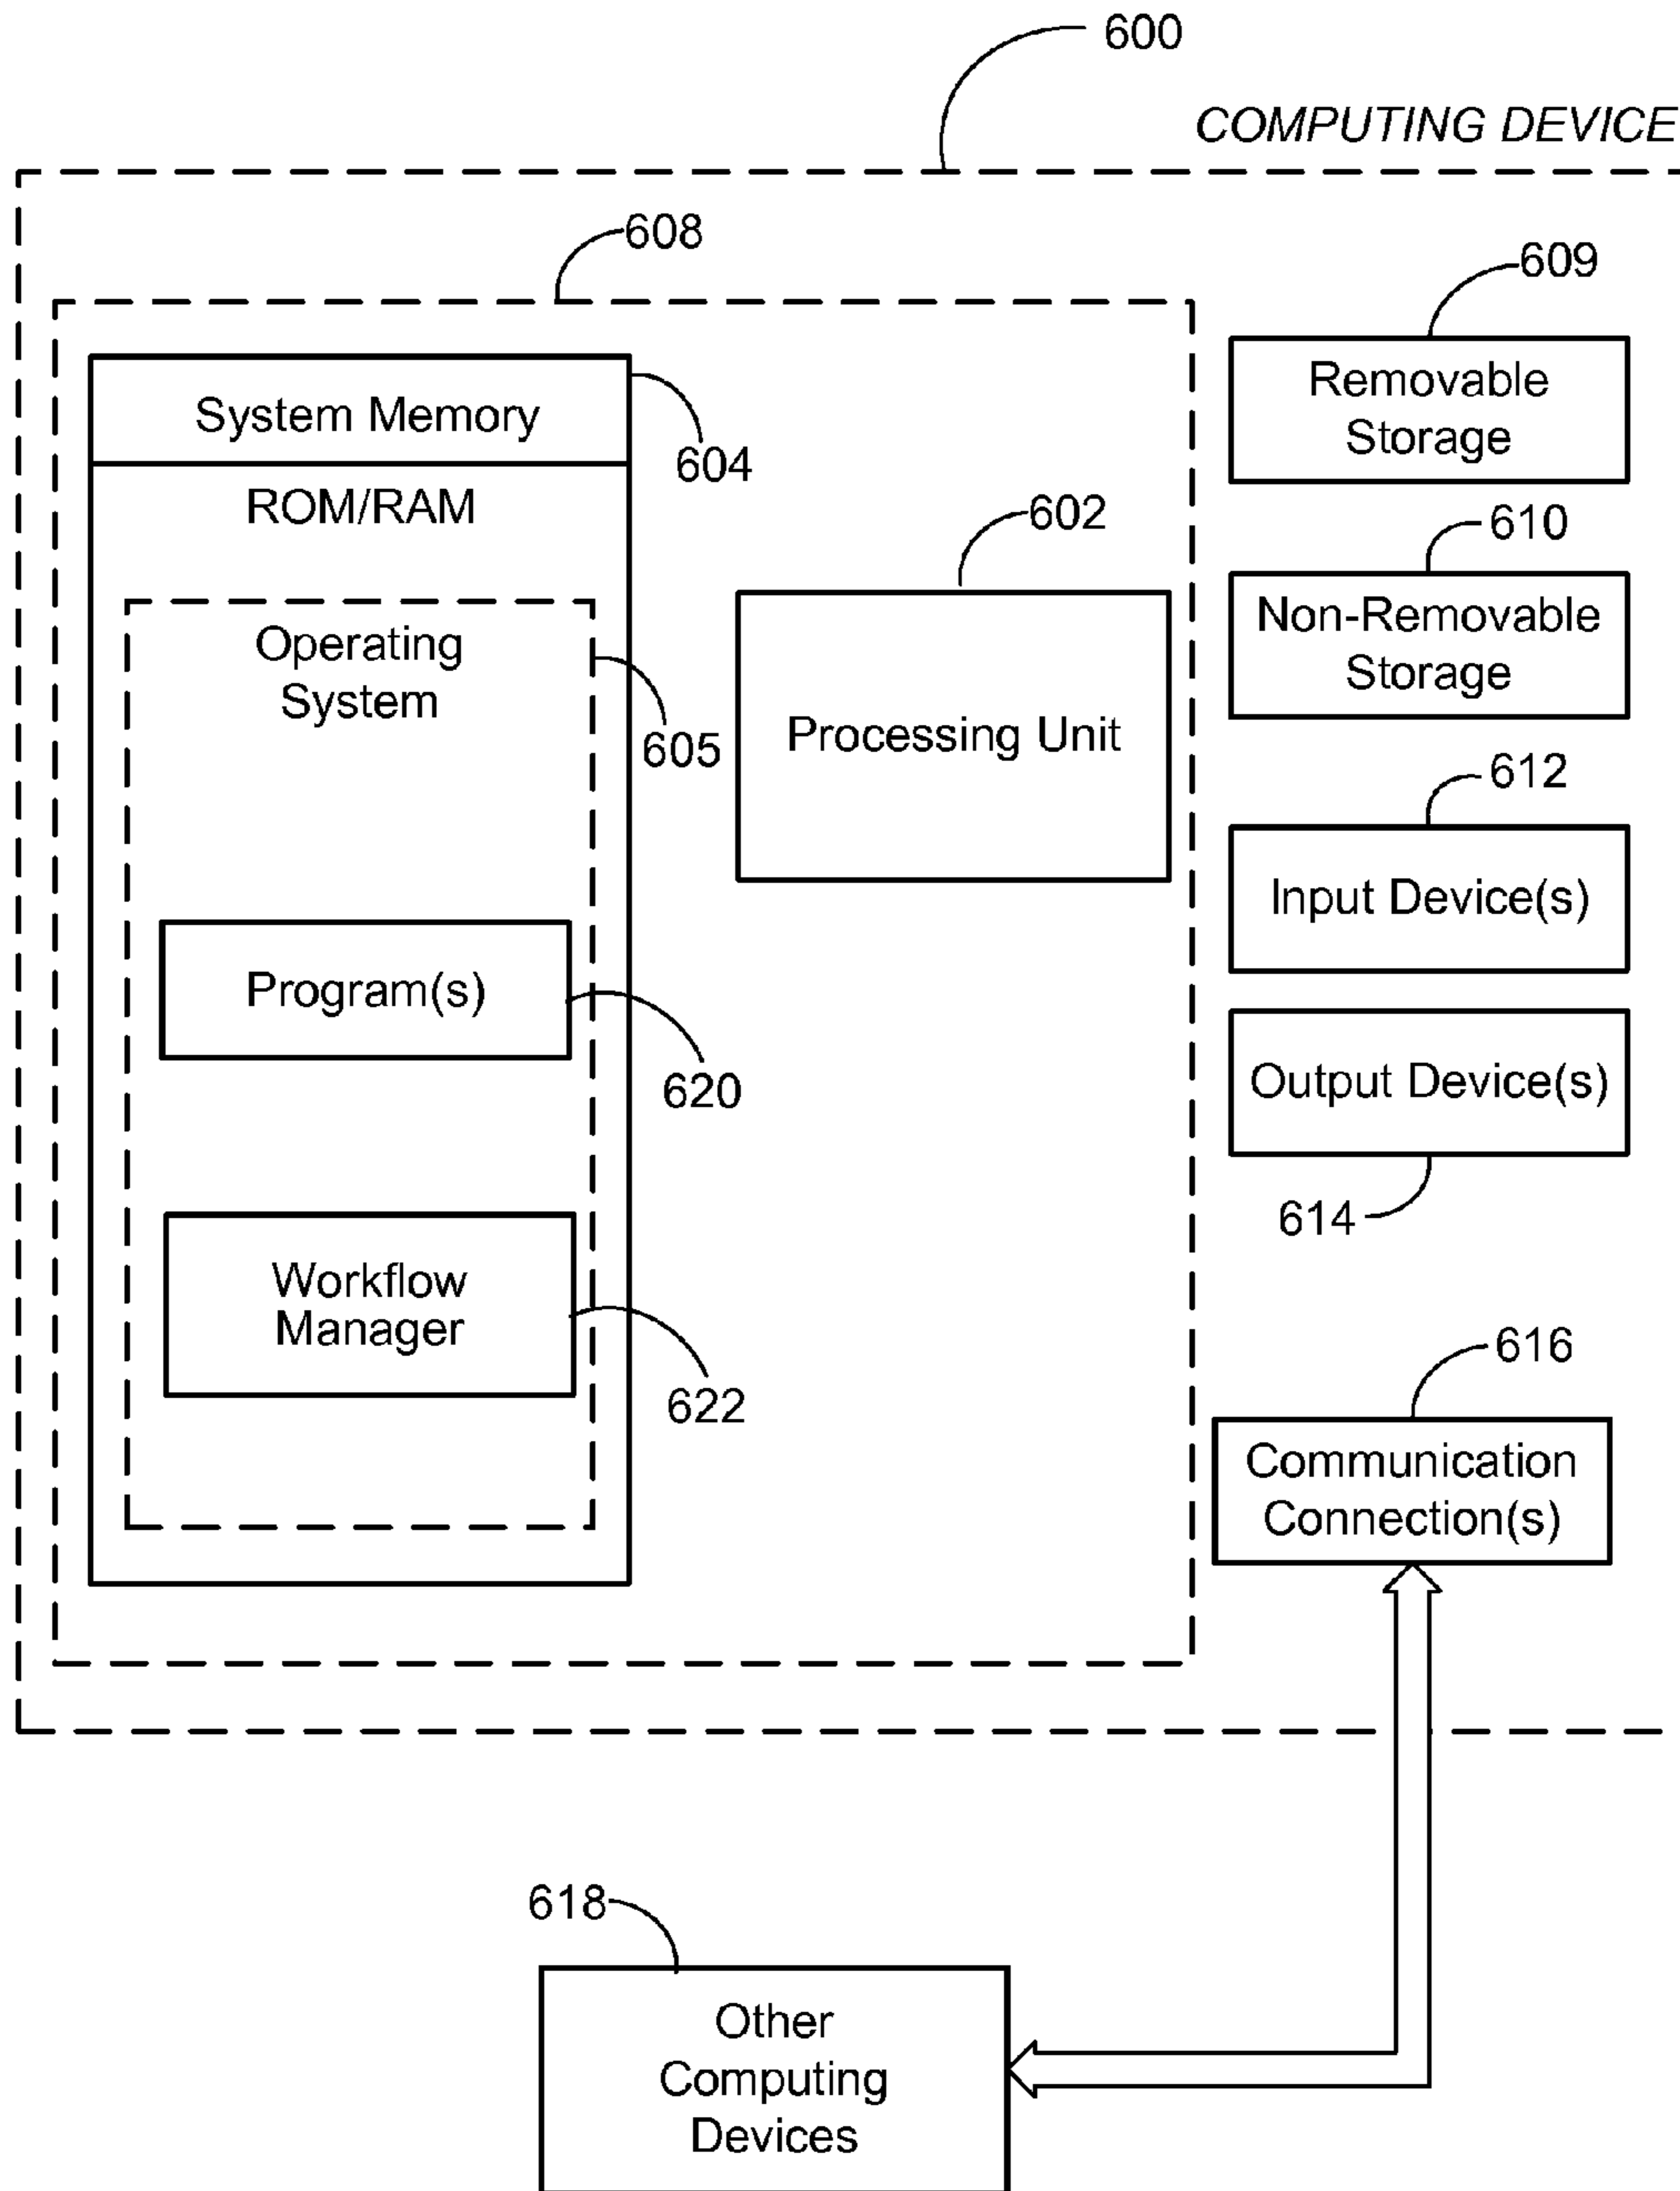 600
COMPUTING DEVICE
608
609
Removable
Storage
System Memory
604
ROM/RAM
602
610
Non-Removable
Storage
Operating
System
605
Processing Unit
612
Input Device(s)
Program(s)
620
Output Device(s)
614
Workflow
Manager
622
616
Communication
Connection(s)
618
Other
Computing
Devices